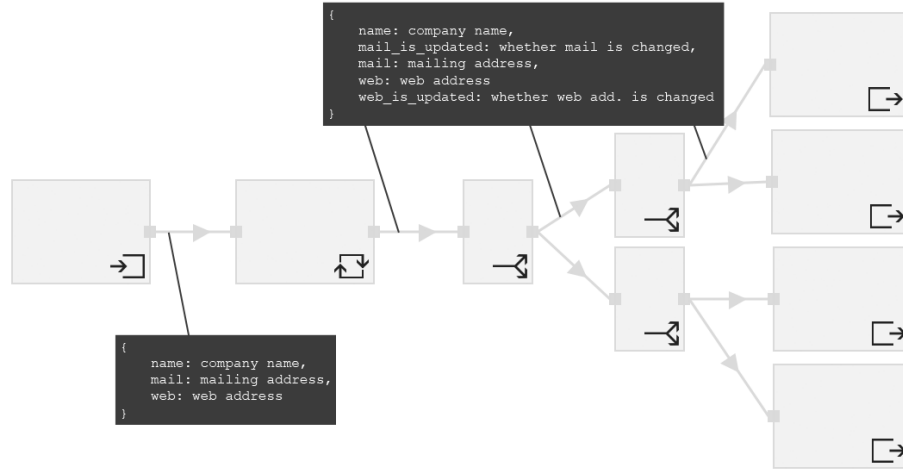 {
name: company name,
mail_is_updated: whether mail is changed,
mail: mailing address,
web: web address
web_is_updated: whether web add. is changed
}
{
name: company name,
mail: mailing address,
web: web address
}